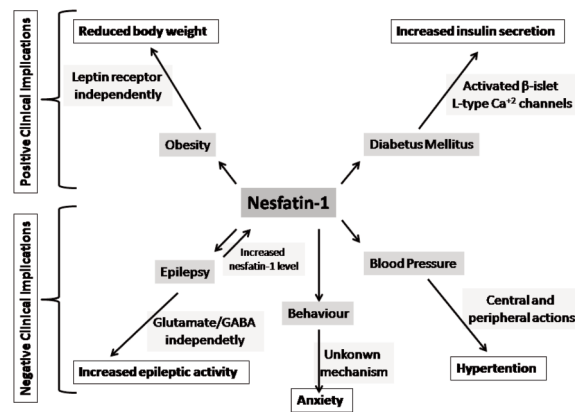 Positive Clinical Implications
Reduced body weight
Increased insulin secretion
Leptin receptor
independently
Activated β-islet
L-type Ca+2 channels
Obesity
Diabetus Mellitus
Nesfatin-1
Negative Clinical Implications
Increased
nesfatin-1 level
Epilepsy
Blood Pressure
Behaviour
Glutamate/GABA
independetly
Central and
peripheral actions
Unkonwn
mechanism
Increased epileptic activity
Hypertention
Anxiety